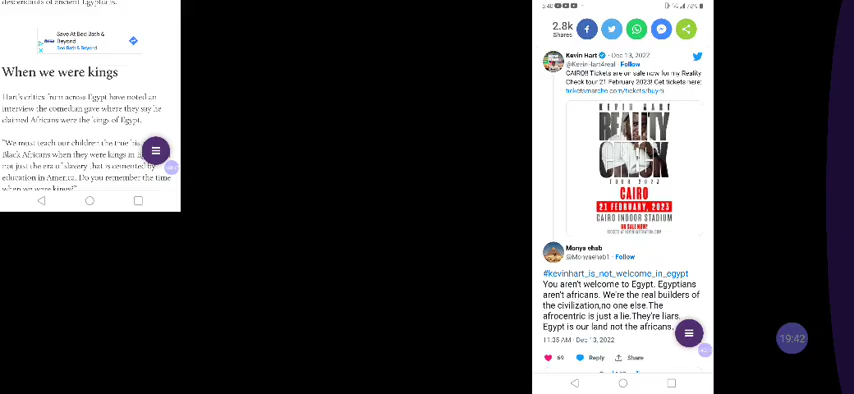 descendants of ancient Egyptians.
Save At Bed Bath &
Beyond
Bed Bath & Beyond
When we were kings
Hart's critics from across Egypt have noted an
interview the comedian gave where they say he
claimed Africans were the kings of Egypt.
"We must teach our children the true
Black Africans when they were kings in
not just the era of slavery that is cemented by
education in America. Do you remember the time
when we were kings?"
2.8k
Shares
Kevin Hart · Dec 13, 2022
@KevinHart4real · Follow
CAIRO!! Tickets are on sale now for my Reality
Check tour 21 February 2023! Get tickets here:
KEVIN HART
REALITY
CHECK
TOUR 2023
CAIRO
21 FEBRUARY, 2023
CAIRO INDOOR STADIUM
ON SALE NOW!
Monya ehab
@Monyaehab1 · Follow
#kevinhart_is_not_welcome_in_egypt
You aren't welcome to Egypt. Egyptians
aren't africans. We're the real builders of
the civilization,no one else.The
afrocentric is just a lie.They're liars.
Egypt is our land not the africans,
11:35 AM · Dec 13, 2022
69 Reply Share
19:42